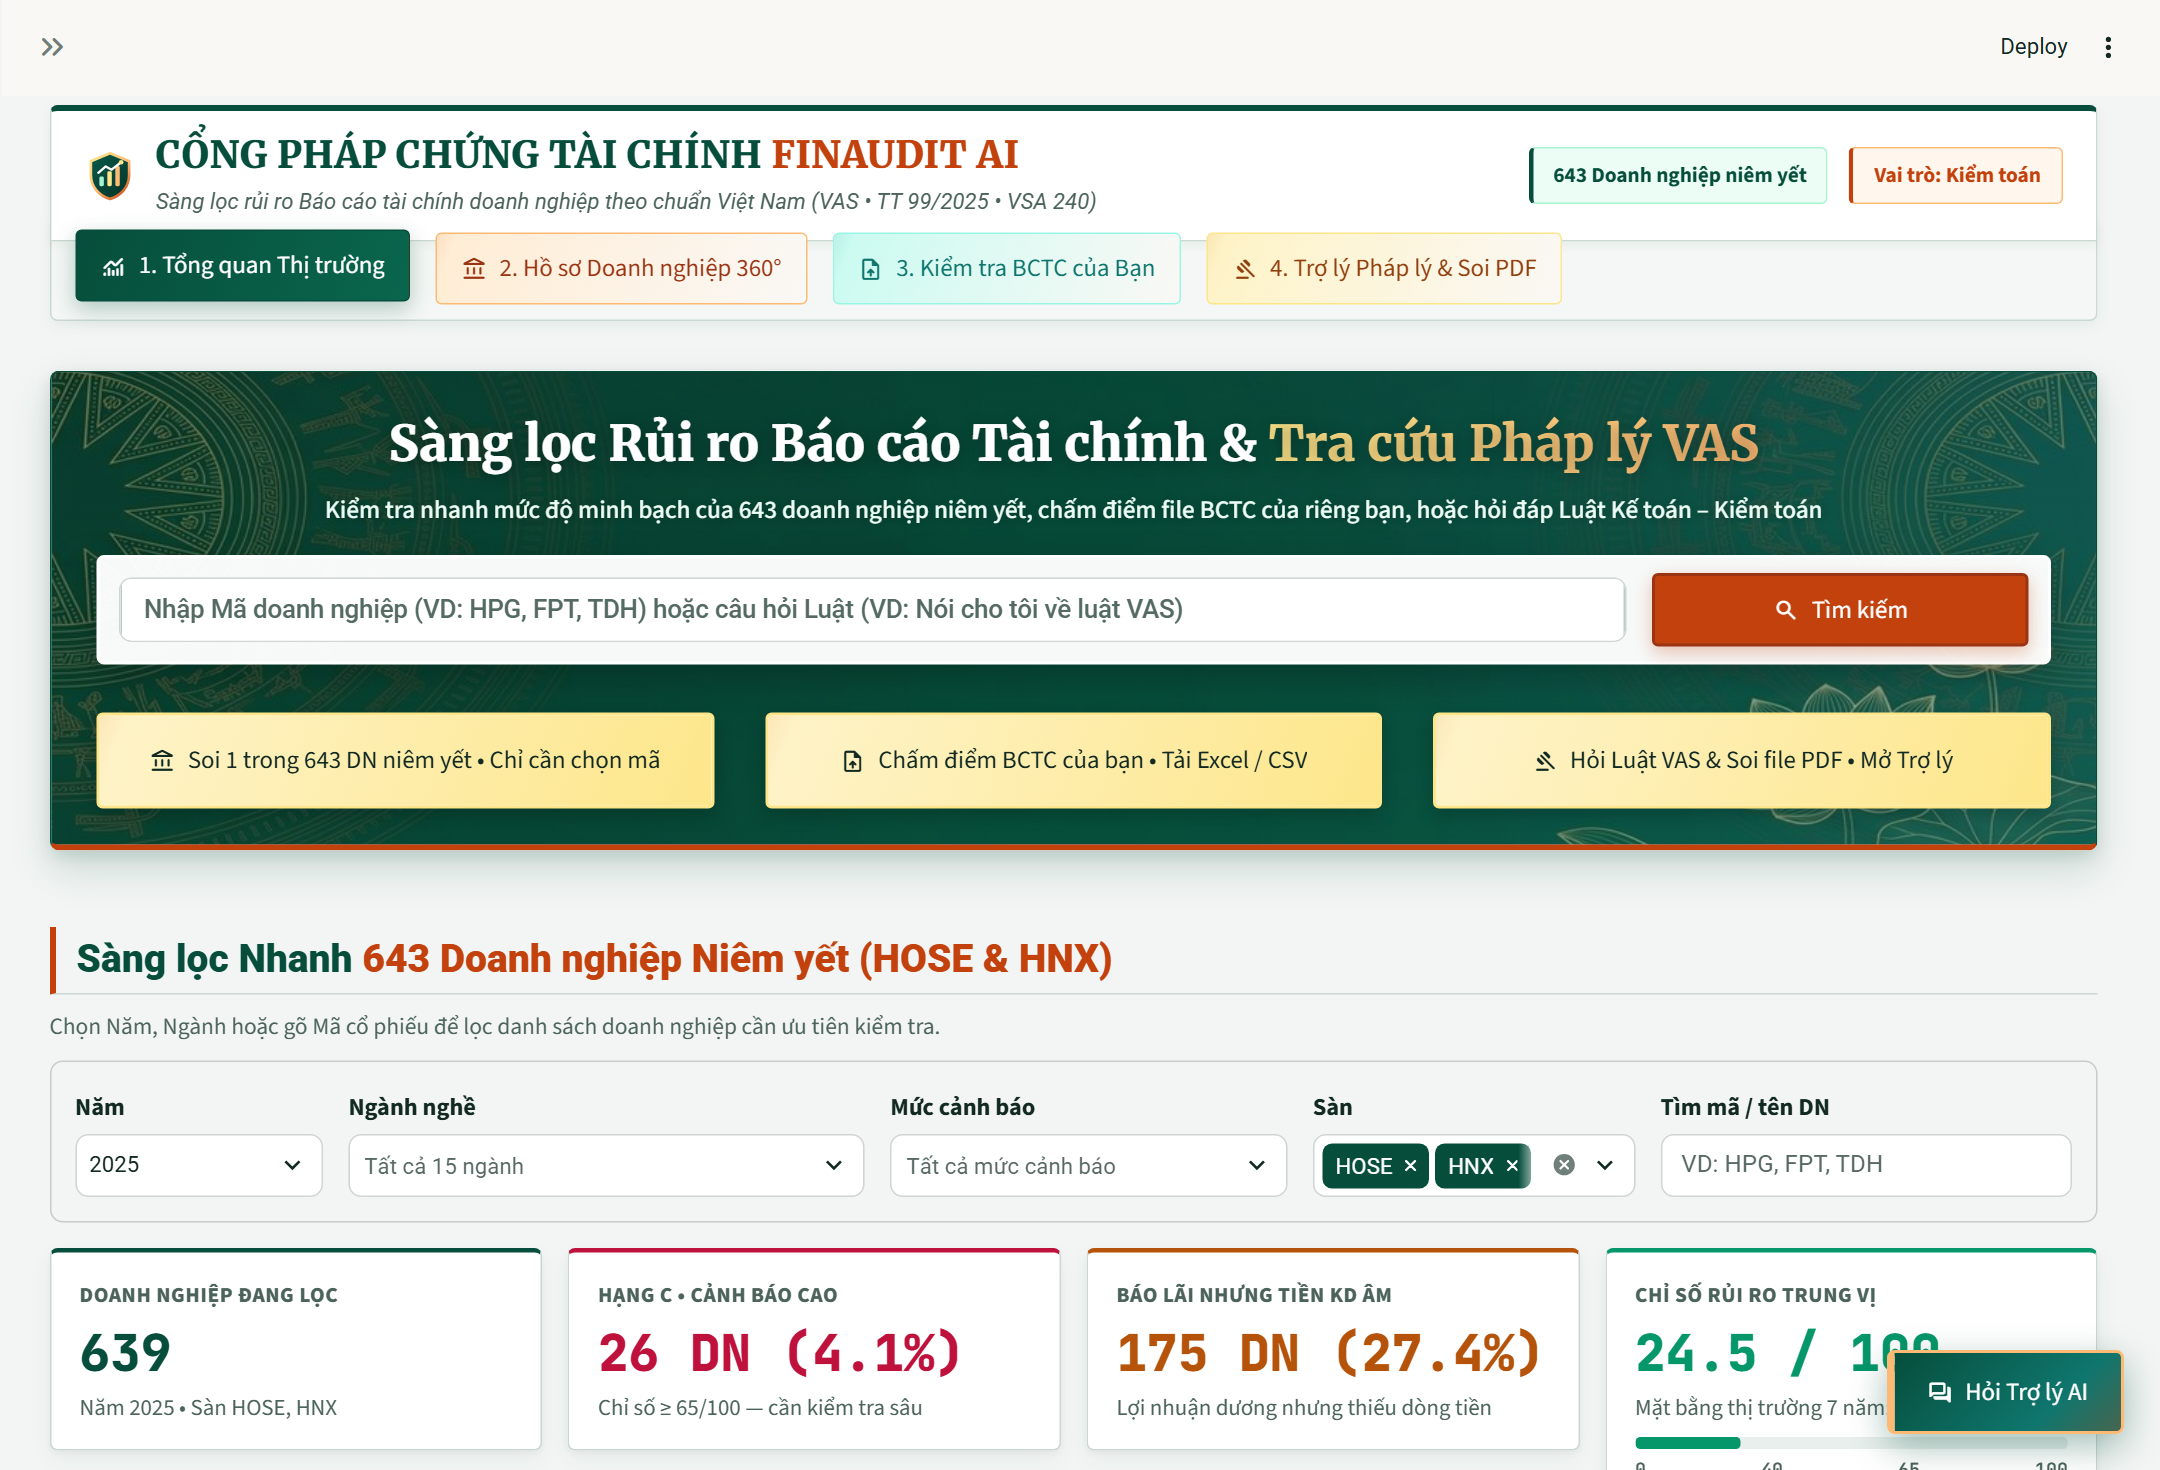 Deploy
CỔNG PHÁP CHỨNG TÀI CHÍNH FINAUDIT AI
Sàng lọc rủi ro Báo cáo tài chính doanh nghiệp theo chuẩn Việt Nam (VAS • TT 99/2025 • VSA 240)
643 Doanh nghiệp niêm yết
Vai trò: Kiểm toán
1. Tổng quan Thị trường
2. Hồ sơ Doanh nghiệp 360°
3. Kiểm tra BCTC của Bạn
4. Trợ lý Pháp lý & Soi PDF
Sàng lọc Rủi ro Báo cáo Tài chính & Tra cứu Pháp lý VAS
Kiểm tra nhanh mức độ minh bạch của 643 doanh nghiệp niêm yết, chấm điểm file BCTC của riêng bạn, hoặc hỏi đáp Luật Kế toán – Kiểm toán
Nhập Mã doanh nghiệp (VD: HPG, FPT, TDH) hoặc câu hỏi Luật (VD: Nói cho tôi về luật VAS)
Tìm kiếm
Soi 1 trong 643 DN niêm yết • Chỉ cần chọn mã
Chấm điểm BCTC của bạn • Tải Excel / CSV
Hỏi Luật VAS & Soi file PDF • Mở Trợ lý
Sàng lọc Nhanh 643 Doanh nghiệp Niêm yết (HOSE & HNX)
Chọn Năm, Ngành hoặc gõ Mã cổ phiếu để lọc danh sách doanh nghiệp cần ưu tiên kiểm tra.
Năm
Ngành nghề
Mức cảnh báo
Sàn
Tìm mã / tên DN
2025
Tất cả 15 ngành
Tất cả mức cảnh báo
HOSE
HNX
VD: HPG, FPT, TDH
DOANH NGHIỆP ĐANG LỌC
639
Năm 2025 • Sàn HOSE, HNX
HẠNG C • CẢNH BÁO CAO
26 DN (4.1%)
Chỉ số ≥ 65/100 — cần kiểm tra sâu
BÁO LÃI NHƯNG TIỀN KD ÂM
175 DN (27.4%)
Lợi nhuận dương nhưng thiếu dòng tiền
CHỈ SỐ RỦI RO TRUNG VỊ
24.5 / 100
Mặt bằng thị trường 7 năm
0 40 65 100
Hỏi Trợ lý AI